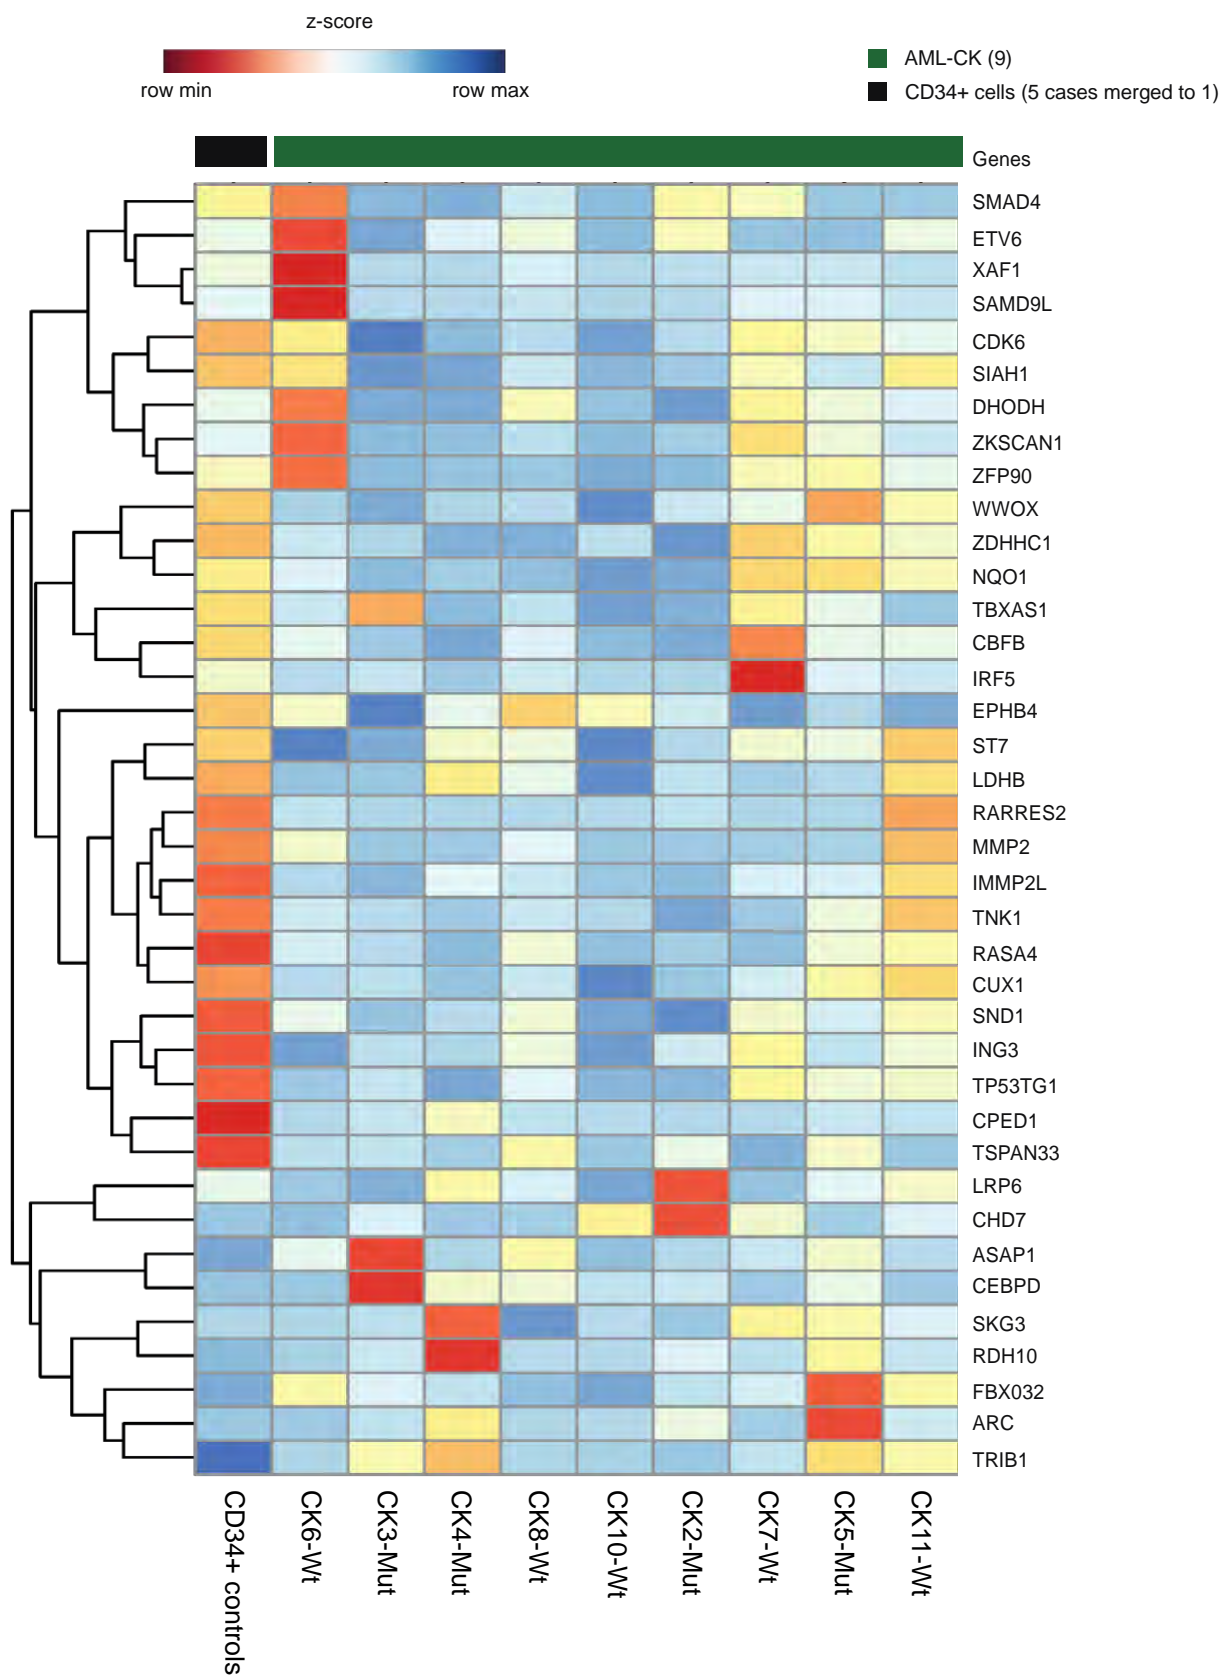 z-score
row min
row max
AML-CK (9)
CD34+ cells (5 cases merged to 1)
Genes
SMAD4
ETV6
XAF1
SAMD9L
CDK6
SIAH1
DHODH
ZKSCAN1
ZFP90
WWOX
ZDHHC1
NQO1
TBXAS1
CBFB
IRF5
EPHB4
ST7
LDHB
RARRES2
MMP2
IMMP2L
TNK1
RASA4
CUX1
SND1
ING3
TP53TG1
CPED1
TSPAN33
LRP6
CHD7
ASAP1
CEBPD
SKG3
RDH10
FBX032
ARC
TRIB1
CD34+ controls
CK6-Wt
CK3-Mut
CK4-Mut
CK8-Wt
CK10-Wt
CK2-Mut
CK7-Wt
CK5-Mut
CK11-Wt